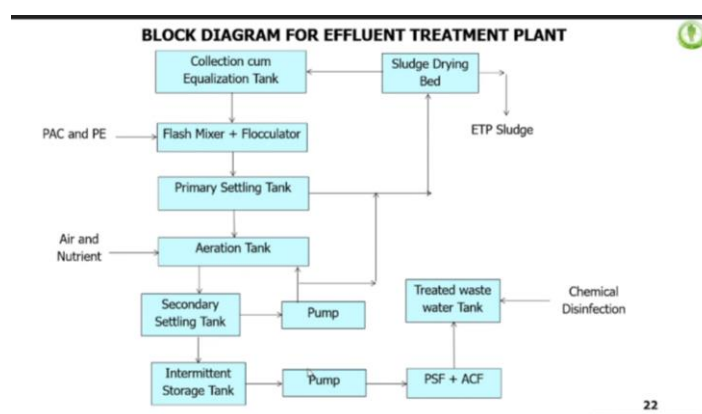 BLOCK DIAGRAM FOR EFFLUENT TREATMENT PLANT
Collection cum
Equalization Tank
Sludge Drying
Bed
ETP Sludge
PAC and PE
Flash Mixer + Flocculator
Primary Settling Tank
Air and
Nutrient
Aeration Tank
Secondary
Settling Tank
Pump
Treated waste
water Tank
Chemical
Disinfection
Intermittent
Storage Tank
Pump
PSF + ACF
22